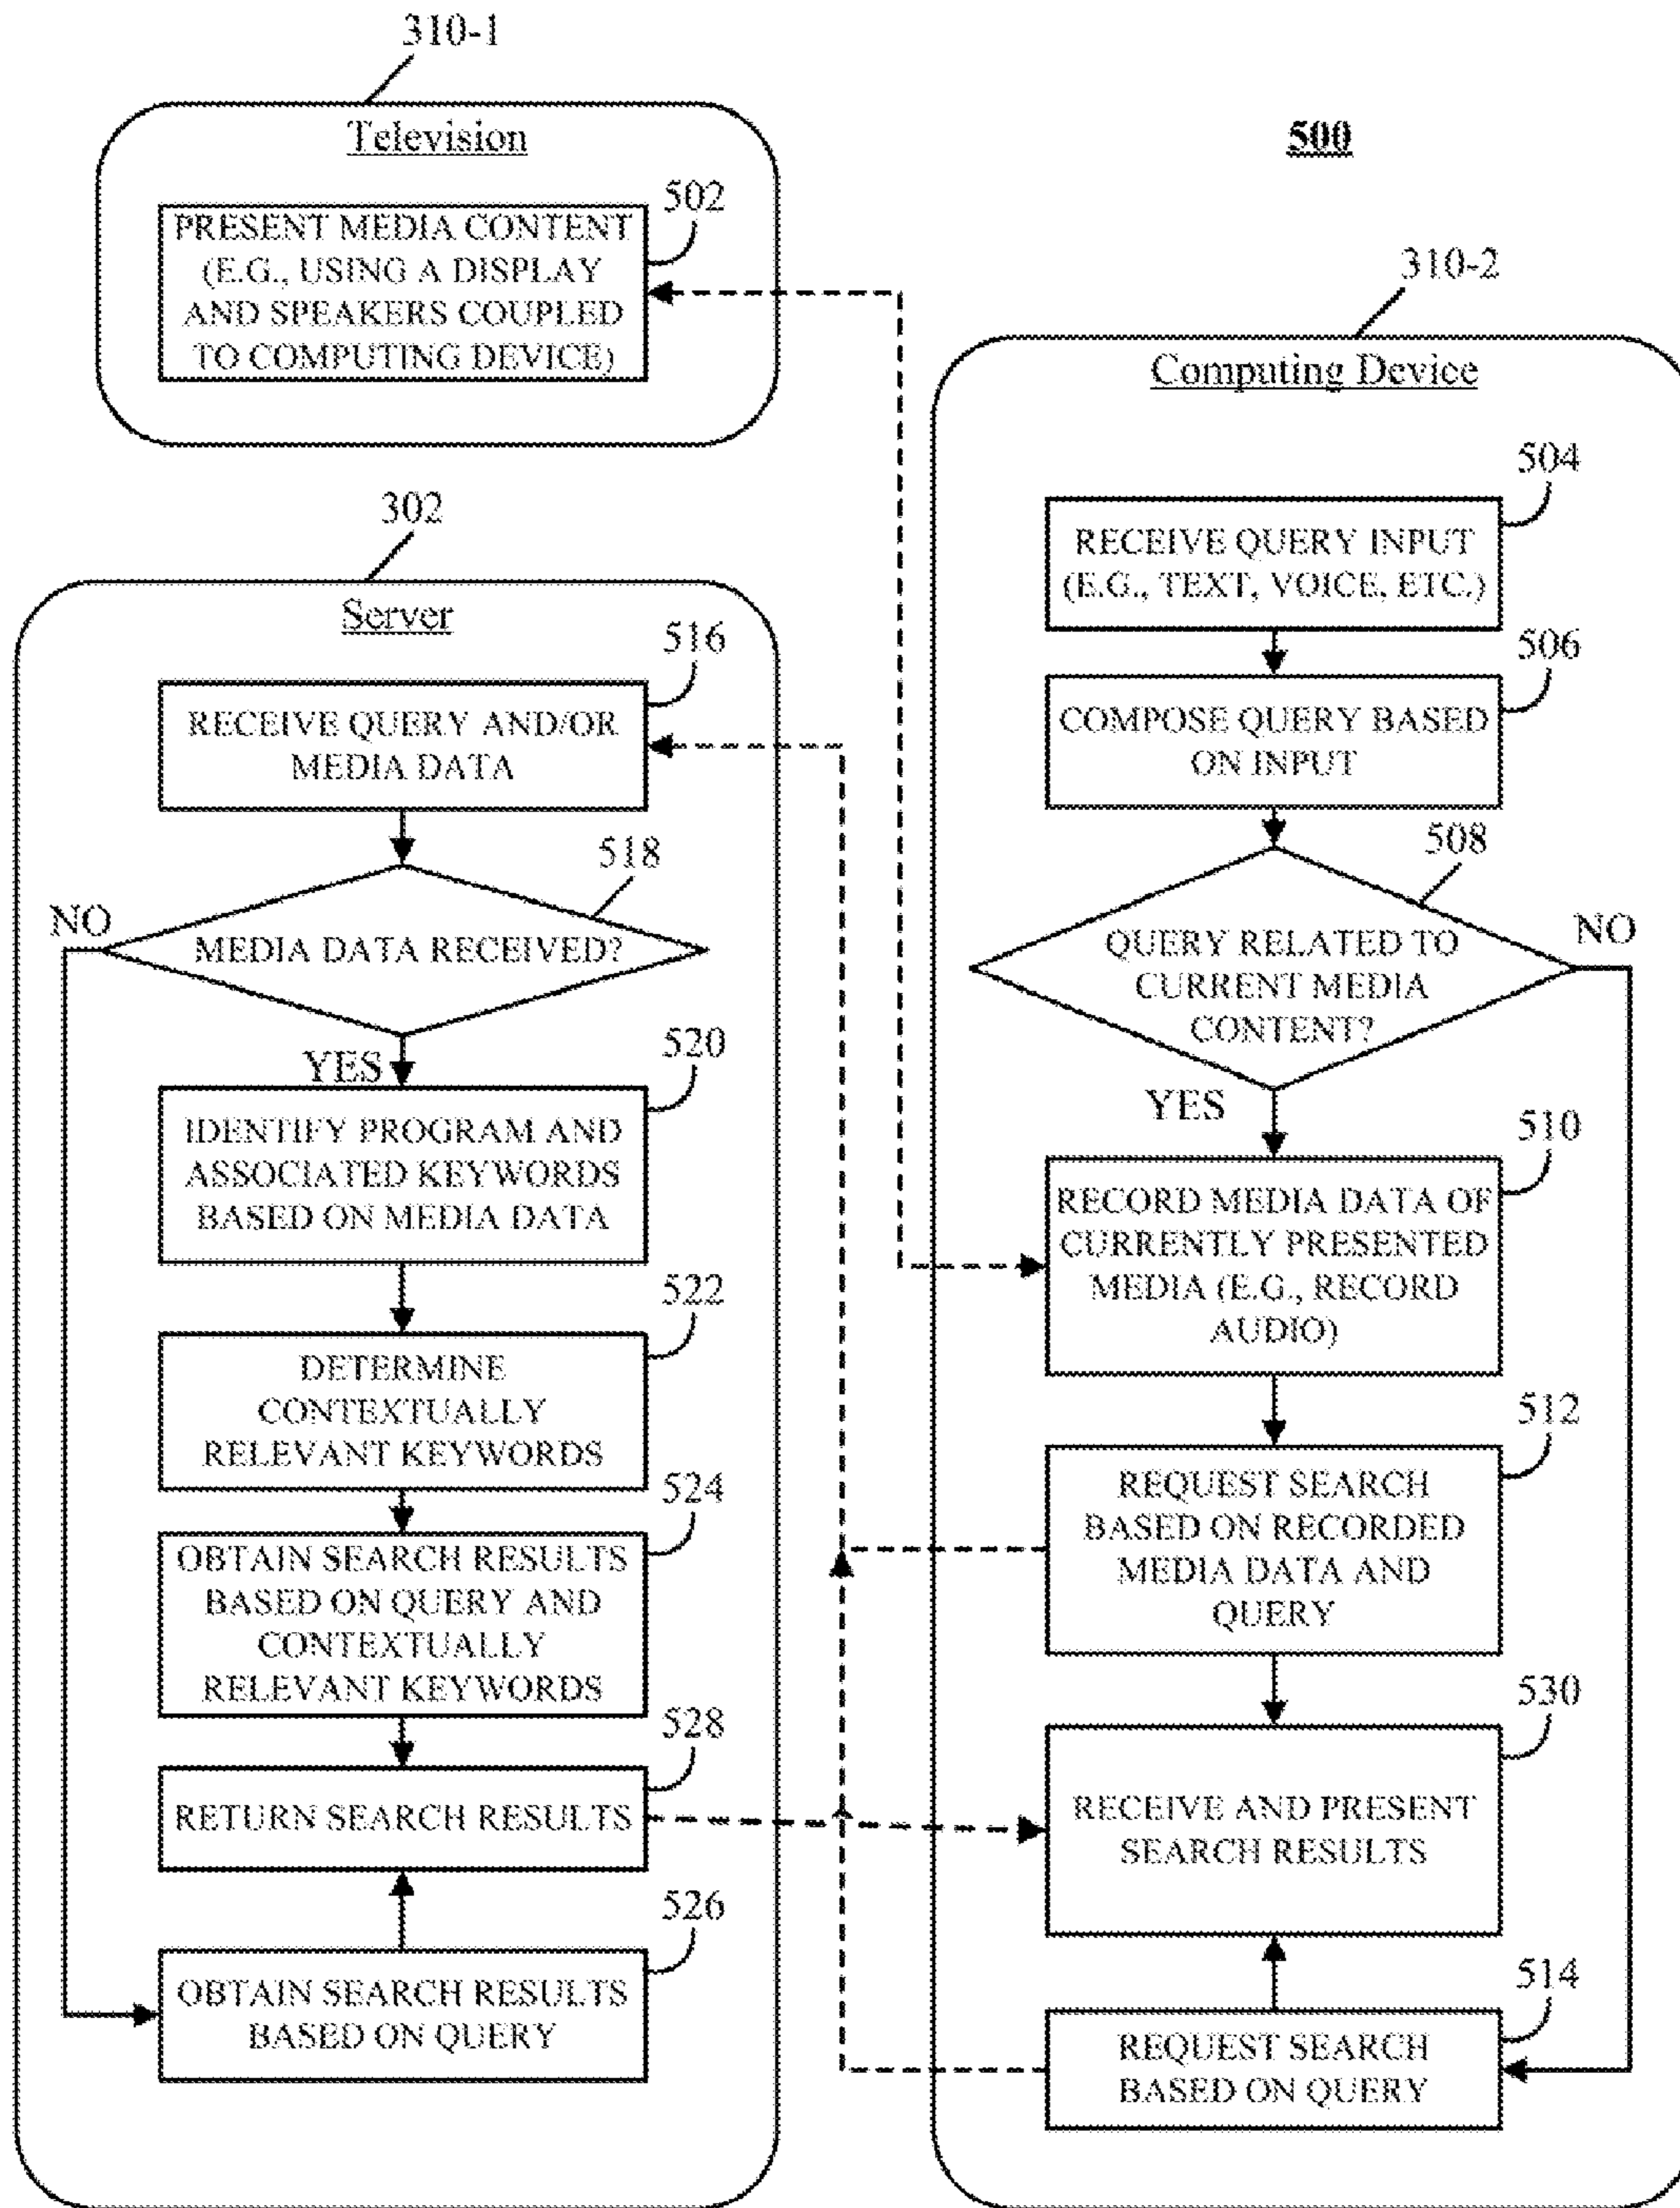 310-1
Television
500
502
PRESENT MEDIA CONTENT
(E.G., USING A DISPLAY
AND SPEAKERS COUPLED
TO COMPUTING DEVICE)
310-2
Computing Device
504
RECEIVE QUERY INPUT
(E.G., TEXT, VOICE, ETC.)
506
COMPOSE QUERY BASED
ON INPUT
508
QUERY RELATED TO
CURRENT MEDIA
CONTENT?
NO
YES
510
RECORD MEDIA DATA OF
CURRENTLY PRESENTED
MEDIA (E.G., RECORD
AUDIO)
512
REQUEST SEARCH
BASED ON RECORDED
MEDIA DATA AND
QUERY
530
RECEIVE AND PRESENT
SEARCH RESULTS
514
REQUEST SEARCH
BASED ON QUERY
302
Server
516
RECEIVE QUERY AND/OR
MEDIA DATA
518
NO
MEDIA DATA RECEIVED?
YES
520
IDENTIFY PROGRAM AND
ASSOCIATED KEYWORDS
BASED ON MEDIA DATA
522
DETERMINE
CONTEXTUALLY
RELEVANT KEYWORDS
524
OBTAIN SEARCH RESULTS
BASED ON QUERY AND
CONTEXTUALLY
RELEVANT KEYWORDS
528
RETURN SEARCH RESULTS
526
OBTAIN SEARCH RESULTS
BASED ON QUERY